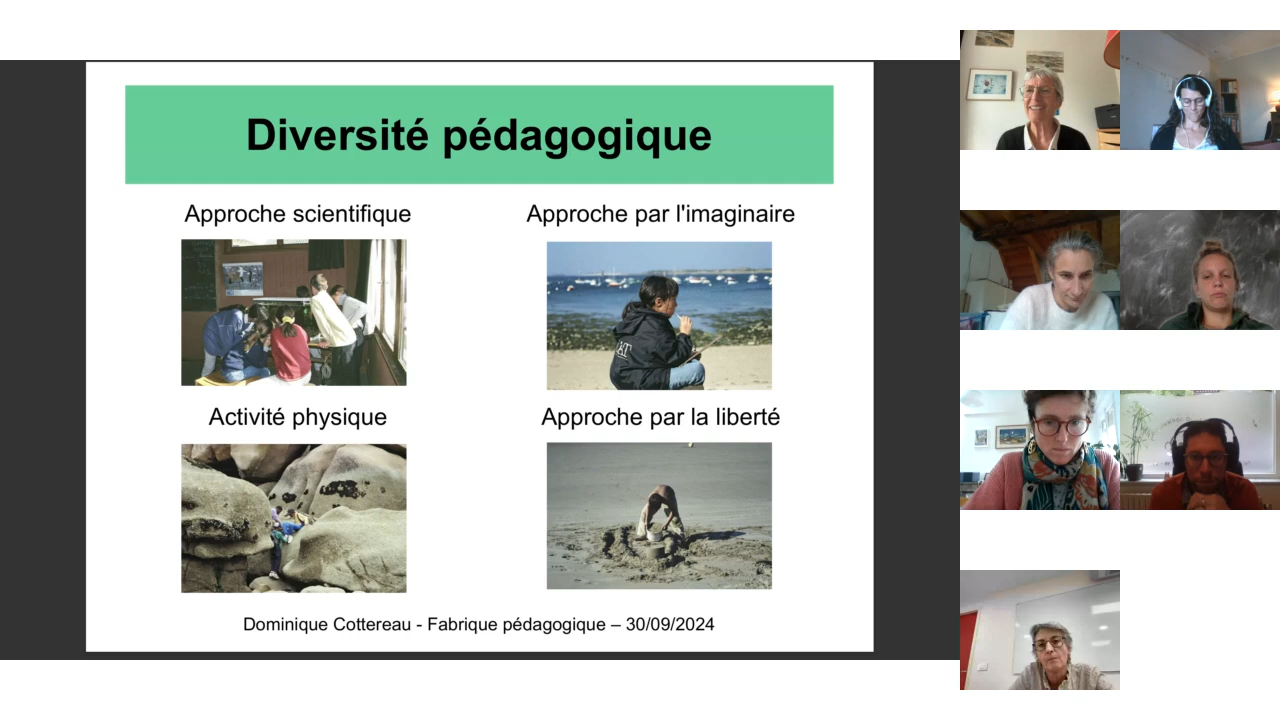 Diversité pédagogique
Approche scientifique
Approche par l'imaginaire
Activité physique
Approche par la liberté
Dominique Cottereau - Fabrique pédagogique – 30/09/2024